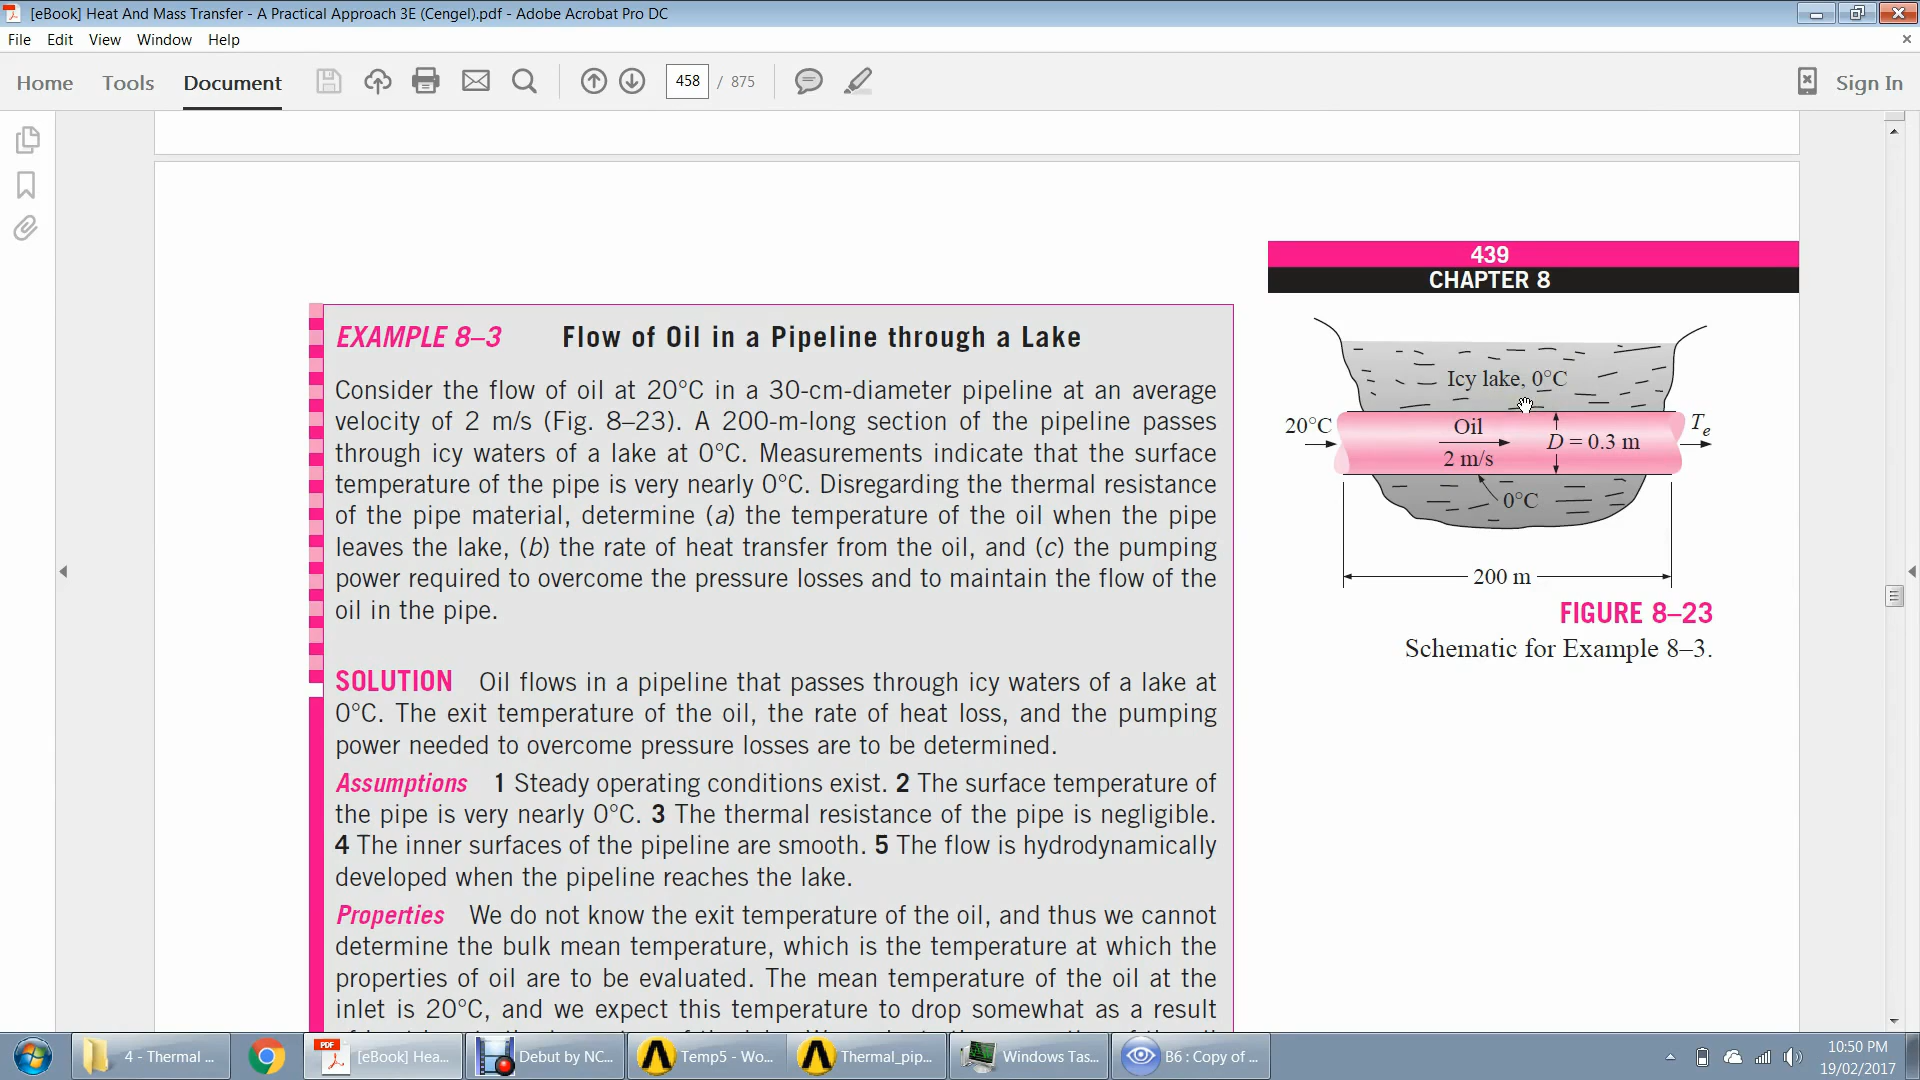 [eBook] Heat And Mass Transfer - A Practical Approach 3E (Cengel).pdf - Adobe Acrobat Pro DC
File Edit View Window Help
Home Tools Document 458 / 875 Sign In
439
CHAPTER 8
EXAMPLE 8–3 Flow of Oil in a Pipeline through a Lake
Consider the flow of oil at 20°C in a 30-cm-diameter pipeline at an average
velocity of 2 m/s (Fig. 8–23). A 200-m-long section of the pipeline passes
through icy waters of a lake at 0°C. Measurements indicate that the surface
temperature of the pipe is very nearly 0°C. Disregarding the thermal resistance
of the pipe material, determine (a) the temperature of the oil when the pipe
leaves the lake, (b) the rate of heat transfer from the oil, and (c) the pumping
power required to overcome the pressure losses and to maintain the flow of the
oil in the pipe.
SOLUTION Oil flows in a pipeline that passes through icy waters of a lake at
0°C. The exit temperature of the oil, the rate of heat loss, and the pumping
power needed to overcome pressure losses are to be determined.
Assumptions 1 Steady operating conditions exist. 2 The surface temperature of
the pipe is very nearly 0°C. 3 The thermal resistance of the pipe is negligible.
4 The inner surfaces of the pipeline are smooth. 5 The flow is hydrodynamically
developed when the pipeline reaches the lake.
Properties We do not know the exit temperature of the oil, and thus we cannot
determine the bulk mean temperature, which is the temperature at which the
properties of oil are to be evaluated. The mean temperature of the oil at the
inlet is 20°C, and we expect this temperature to drop somewhat as a result
Icy lake, 0°C
20°C
Oil
2 m/s
D = 0.3 m
Te
0°C
200 m
FIGURE 8–23
Schematic for Example 8–3.
4 - Thermal ...
PDF
[eBook] Hea...
Debut by NC...
Temp5 - Wo...
Thermal_pip...
Windows Tas...
B6 : Copy of ...
10:50 PM
19/02/2017